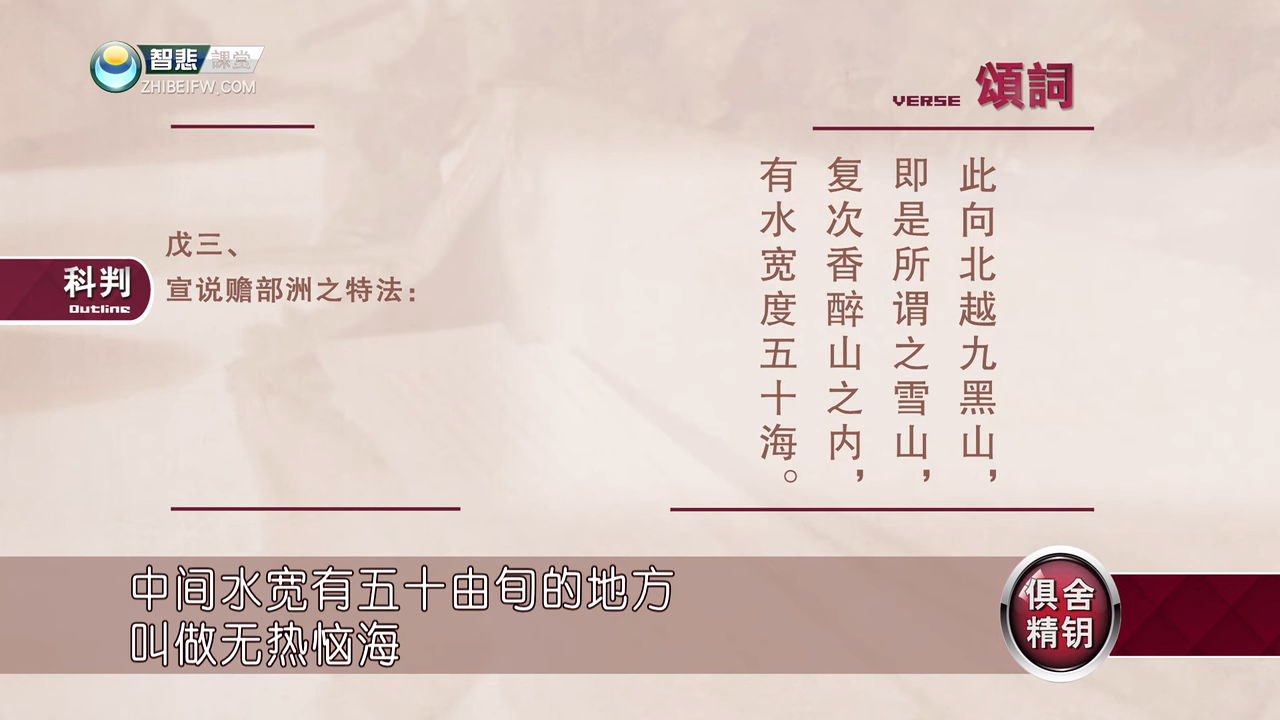 智悲 課堂
ZHIBEIFW.COM
VERSE 頌詞
此向北越九黑山，
即是所谓之雪山，
复次香醉山之内，
有水宽度五十海。
戊三、
宣说赡部洲之特法：
科判
Outline
中间水宽有五十由旬的地方
叫做无热恼海
俱舍
精钥